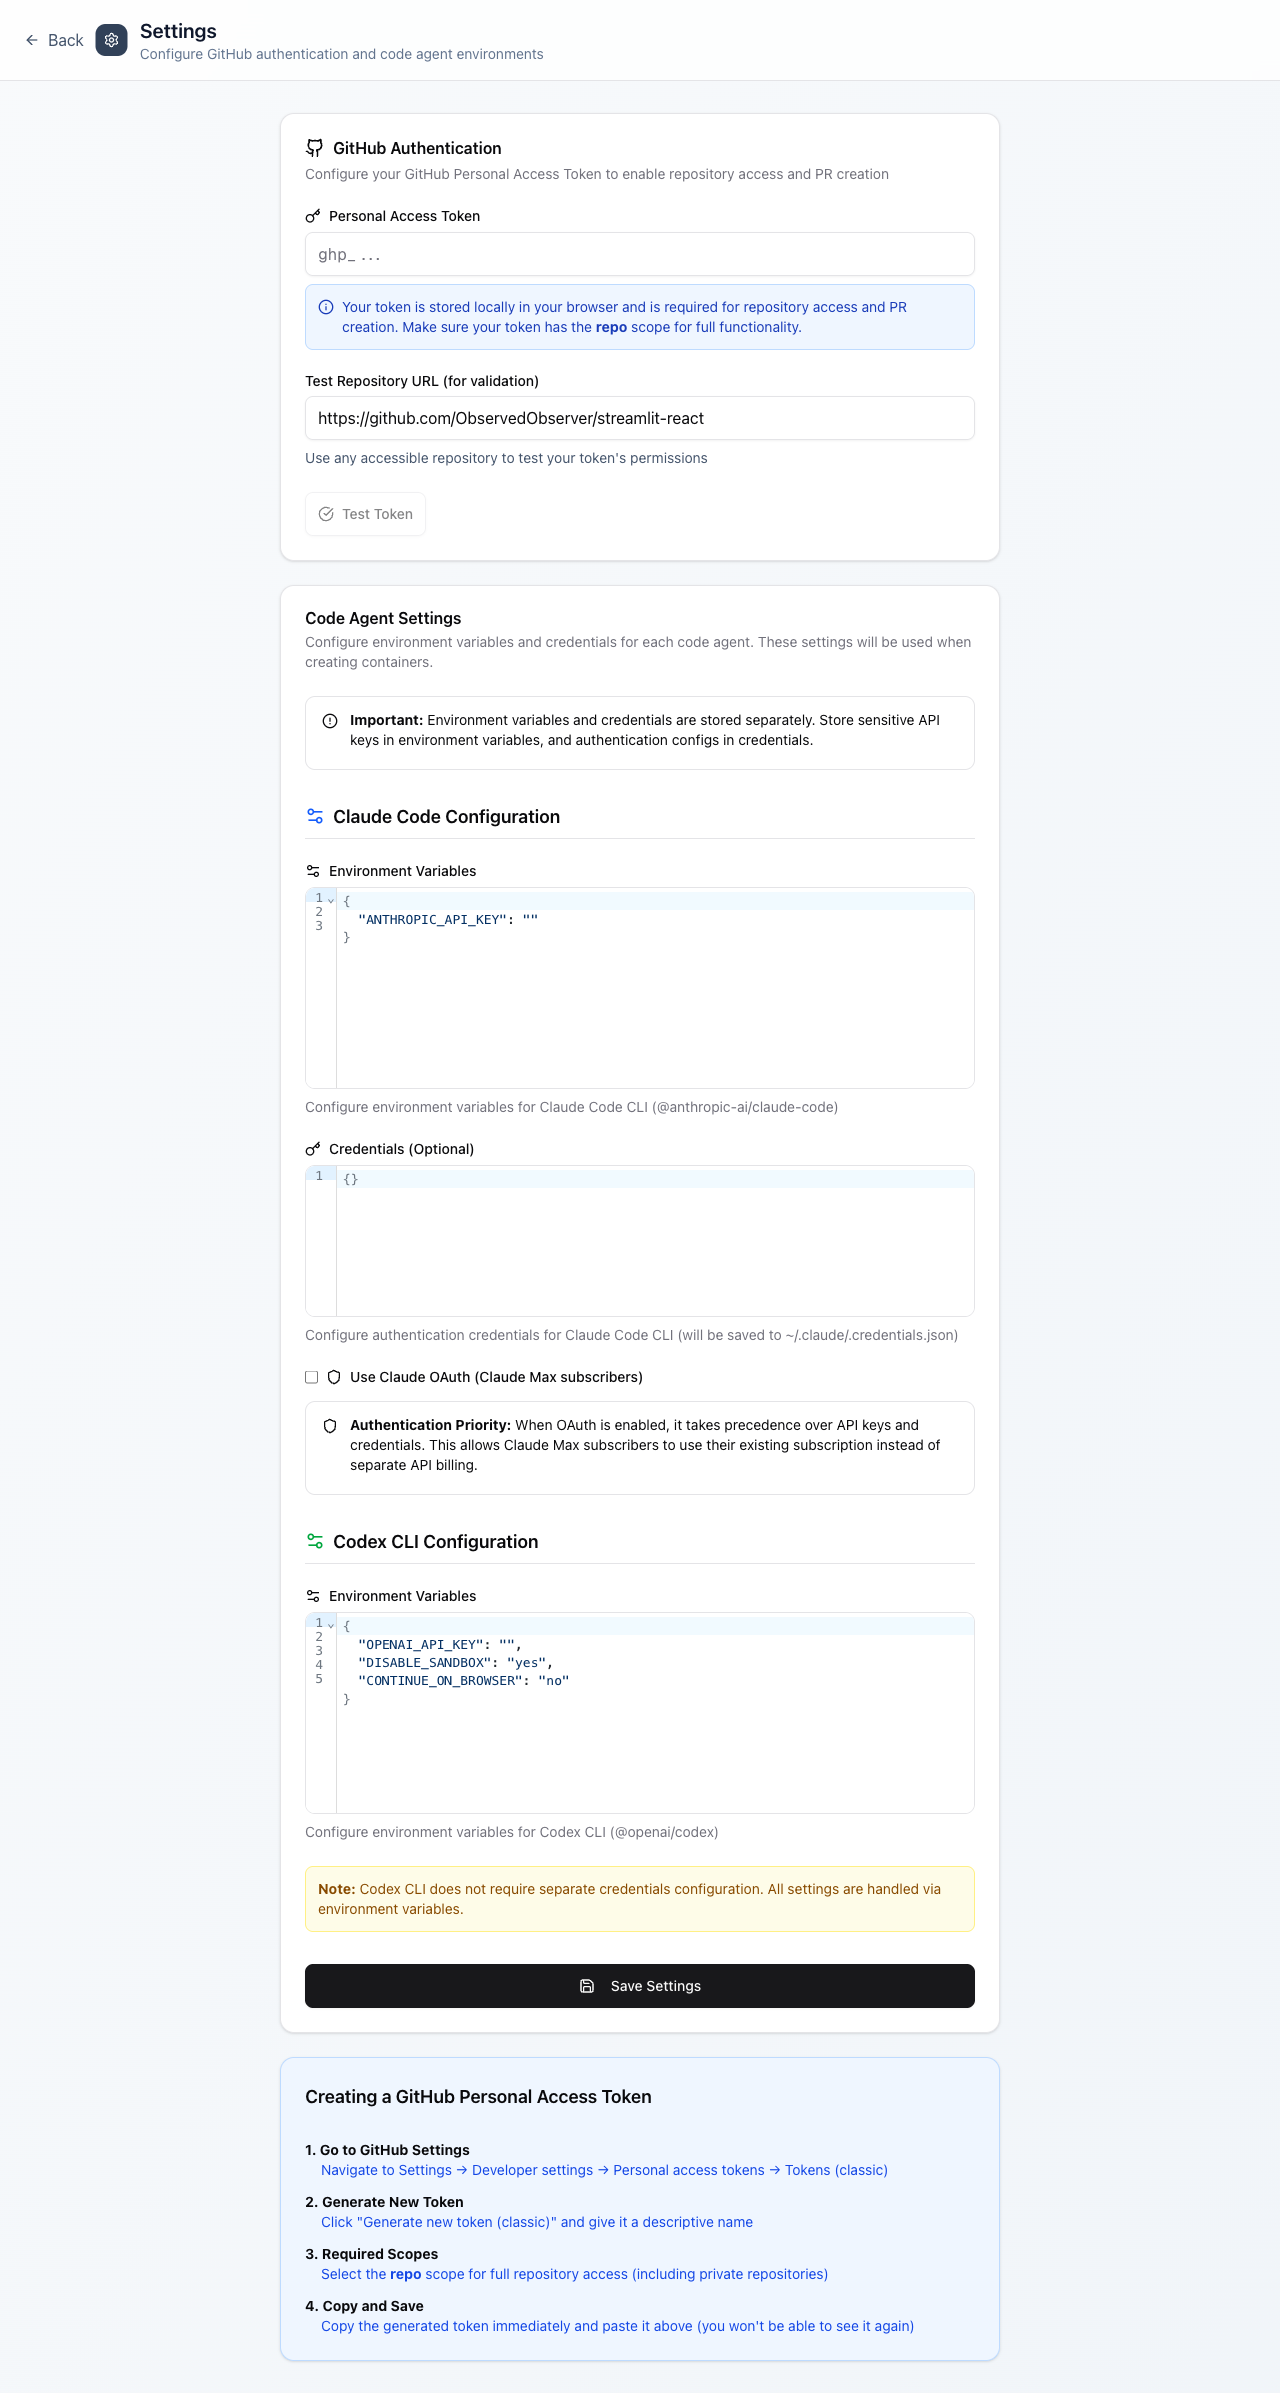 Back
Settings
Configure GitHub authentication and code agent environments
GitHub Authentication
Configure your GitHub Personal Access Token to enable repository access and PR creation
Personal Access Token
ghp_...
Your token is stored locally in your browser and is required for repository access and PR
creation. Make sure your token has the repo scope for full functionality.
Test Repository URL (for validation)
https://github.com/ObservedObserver/streamlit-react
Use any accessible repository to test your token's permissions
Test Token
Code Agent Settings
Configure environment variables and credentials for each code agent. These settings will be used when
creating containers.
Important: Environment variables and credentials are stored separately. Store sensitive API
keys in environment variables, and authentication configs in credentials.
Claude Code Configuration
Environment Variables
1 {
2 "ANTHROPIC_API_KEY": ""
3 }
Configure environment variables for Claude Code CLI (@anthropic-ai/claude-code)
Credentials (Optional)
1 {}
Configure authentication credentials for Claude Code CLI (will be saved to ~/.claude/.credentials.json)
Use Claude OAuth (Claude Max subscribers)
Authentication Priority: When OAuth is enabled, it takes precedence over API keys and
credentials. This allows Claude Max subscribers to use their existing subscription instead of
separate API billing.
Codex CLI Configuration
Environment Variables
1 {
2 "OPENAI_API_KEY": "",
3 "DISABLE_SANDBOX": "yes",
4 "CONTINUE_ON_BROWSER": "no"
5 }
Configure environment variables for Codex CLI (@openai/codex)
Note: Codex CLI does not require separate credentials configuration. All settings are handled via
environment variables.
Save Settings
Creating a GitHub Personal Access Token
1. Go to GitHub Settings
Navigate to Settings → Developer settings → Personal access tokens → Tokens (classic)
2. Generate New Token
Click "Generate new token (classic)" and give it a descriptive name
3. Required Scopes
Select the repo scope for full repository access (including private repositories)
4. Copy and Save
Copy the generated token immediately and paste it above (you won't be able to see it again)